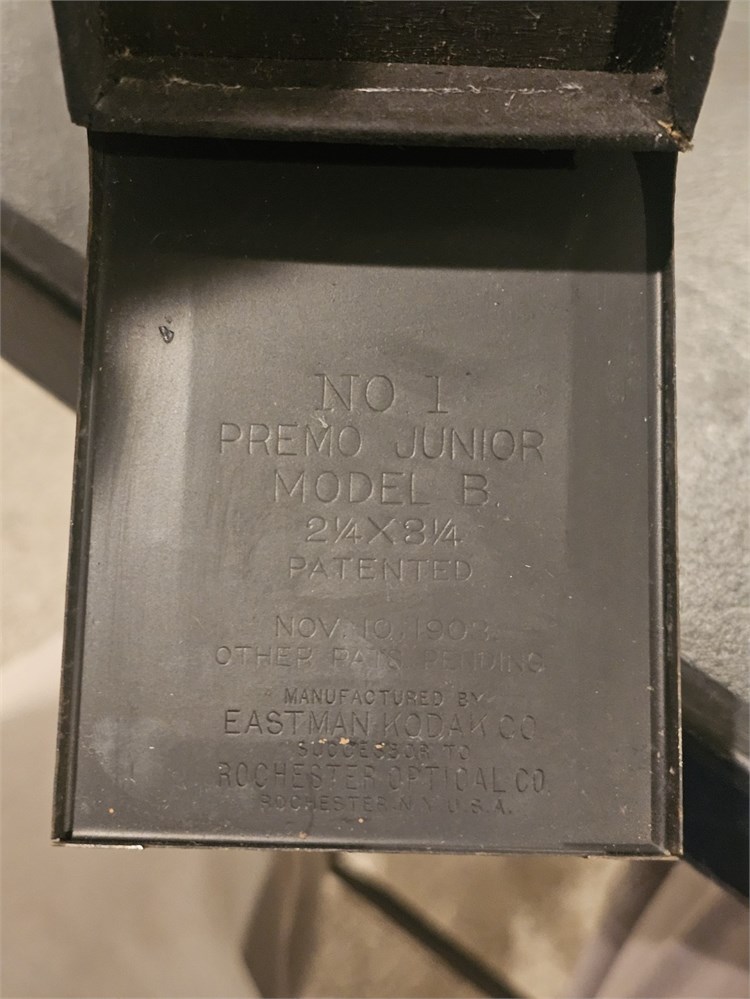 NO 1
PREMO JUNIOR
MODEL B
2¼X3¼
PATENTED
NOV. 10, 1903.
OTHER PATS PENDING
MANUFACTURED BY
EASTMAN KODAK CO.
SUCCESSOR TO
ROCHESTER OPTICAL CO.
ROCHESTER N.Y. U.S.A.